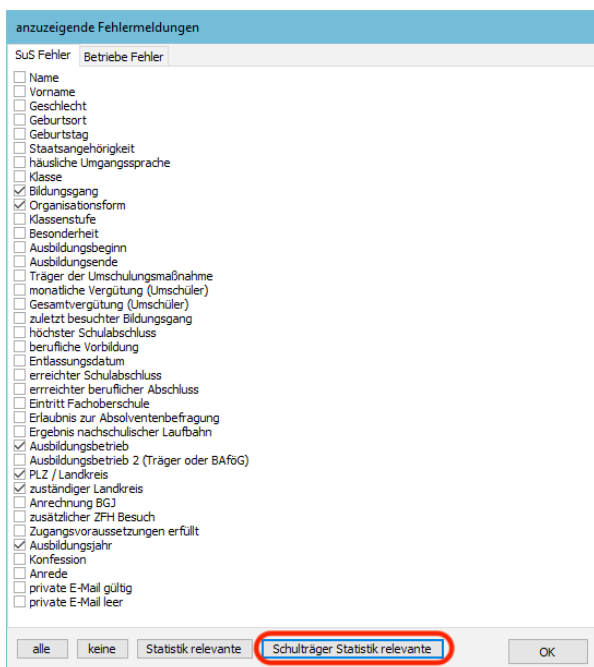 anzuzeigende Fehlermeldungen
SuS Fehler Betriebe Fehler
Name
Vorname
Geschlecht
Geburtsort
Geburtstag
Staatsangehörigkeit
häusliche Umgangssprache
Klasse
Bildungsgang
Organisationsform
Klassenstufe
Besonderheit
Ausbildungsbeginn
Ausbildungsende
Träger der Umschulungsmaßnahme
monatliche Vergütung (Umschüler)
Gesamtvergütung (Umschüler)
zuletzt besuchter Bildungsgang
höchster Schulabschluss
berufliche Vorbildung
Entlassungsdatum
erreichter Schulabschluss
erreichter beruflicher Abschluss
Eintritt Fachoberschule
Erlaubnis zur Absolventenbefragung
Ergebnis nachschulischer Laufbahn
Ausbildungsbetrieb
Ausbildungsbetrieb 2 (Träger oder BAföG)
PLZ / Landkreis
zuständiger Landkreis
Anrechnung BGJ
zusätzlicher ZFH Besuch
Zugangsvoraussetzungen erfüllt
Ausbildungsjahr
Konfession
Anrede
private E-Mail gültig
private E-Mail leer
alle keine Statistik relevante Schulträger Statistik relevante OK